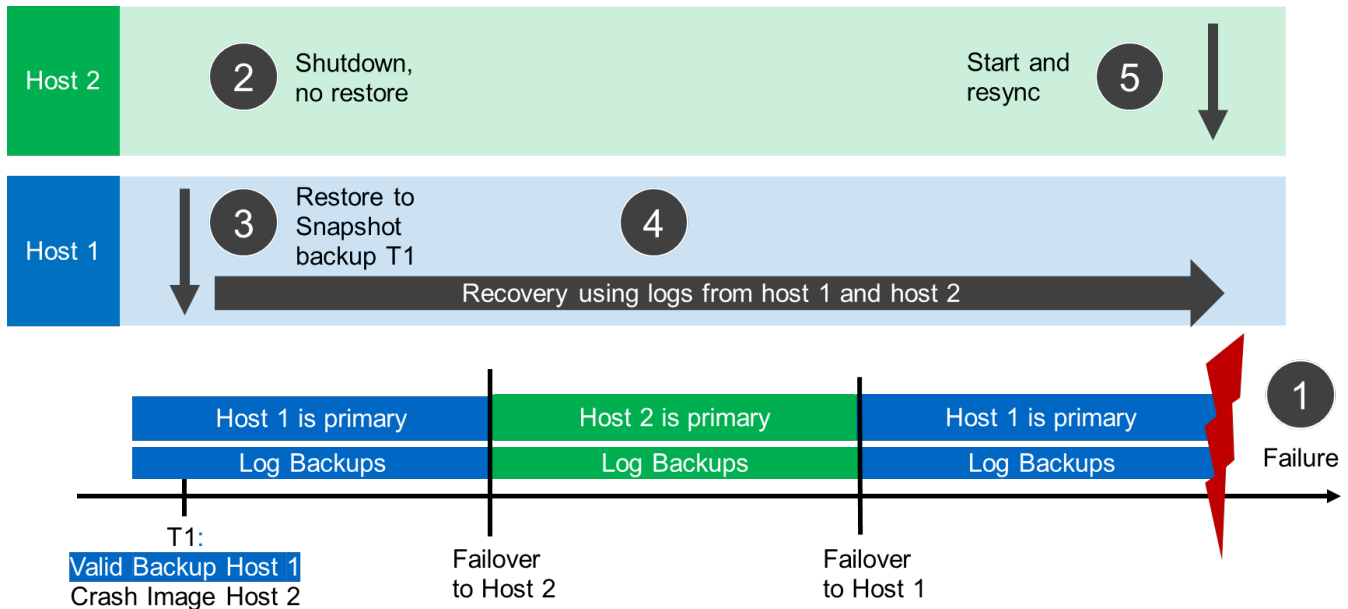 Host 2
2
Shutdown,
no restore
Start and
resync
5
Host 1
3
Restore to
Snapshot
backup T1
4
Recovery using logs from host 1 and host 2
Host 1 is primary
Host 2 is primary
Host 1 is primary
1
Log Backups
Log Backups
Log Backups
Failure
T1:
Valid Backup Host 1
Crash Image Host 2
Failover
to Host 2
Failover
to Host 1